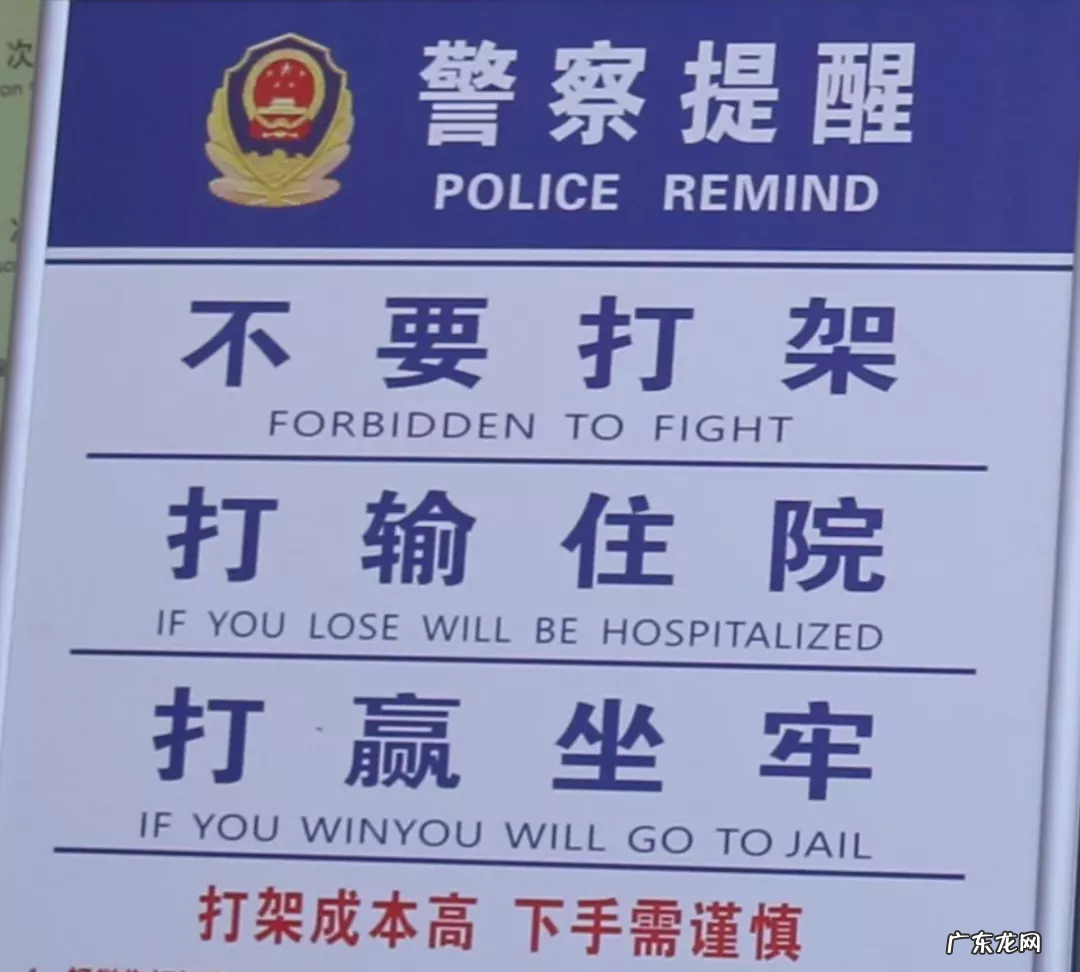 次
警察提醒
POLICE REMIND
不要打架
FORBIDDEN TO FIGHT
打输住院
IF YOU LOSE WILL BE HOSPITALIZED
打赢坐牢
IF YOU WINYOU WILL GO TO JAIL
打架成本高 下手需谨慎
广东龙网